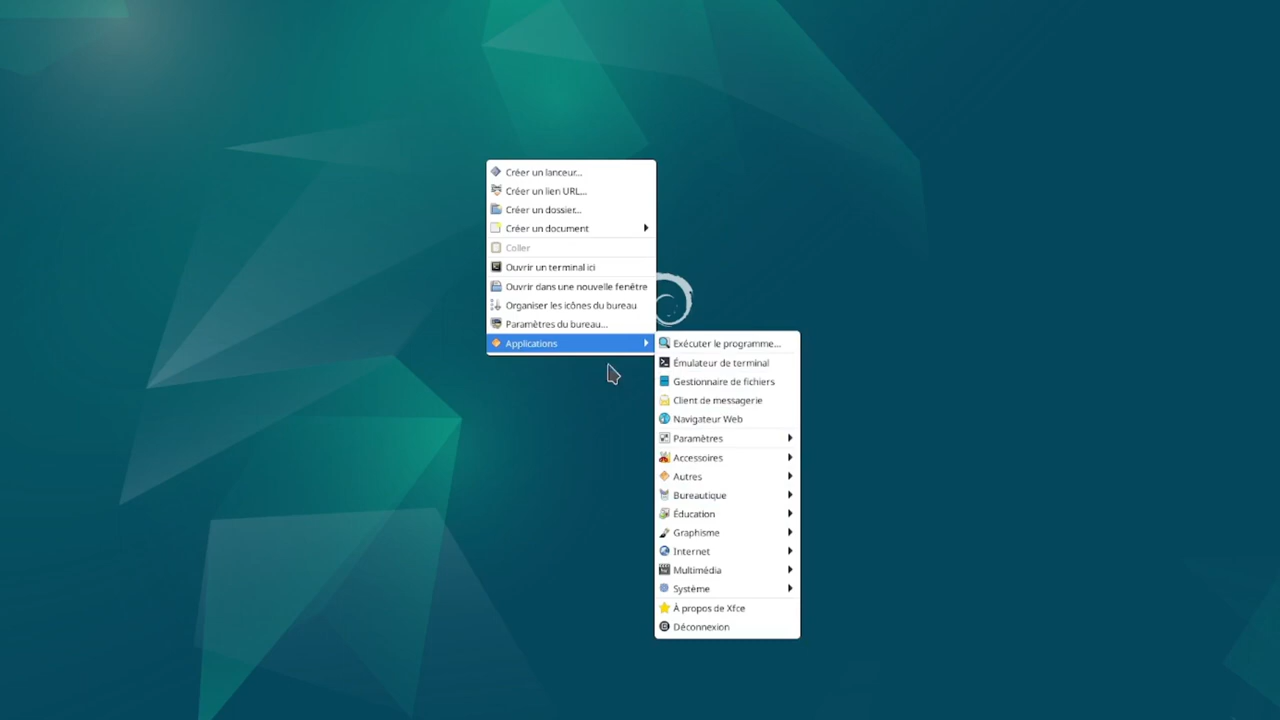 Créer un lanceur...
Créer un lien URL...
Créer un dossier...
Créer un document
Coller
Ouvrir un terminal ici
Ouvrir dans une nouvelle fenêtre
Organiser les icônes du bureau
Paramètres du bureau...
Applications
Exécuter le programme...
Émulateur de terminal
Gestionnaire de fichiers
Client de messagerie
Navigateur Web
Paramètres
Accessoires
Autres
Bureautique
Éducation
Graphisme
Internet
Multimédia
Système
À propos de Xfce
Déconnexion